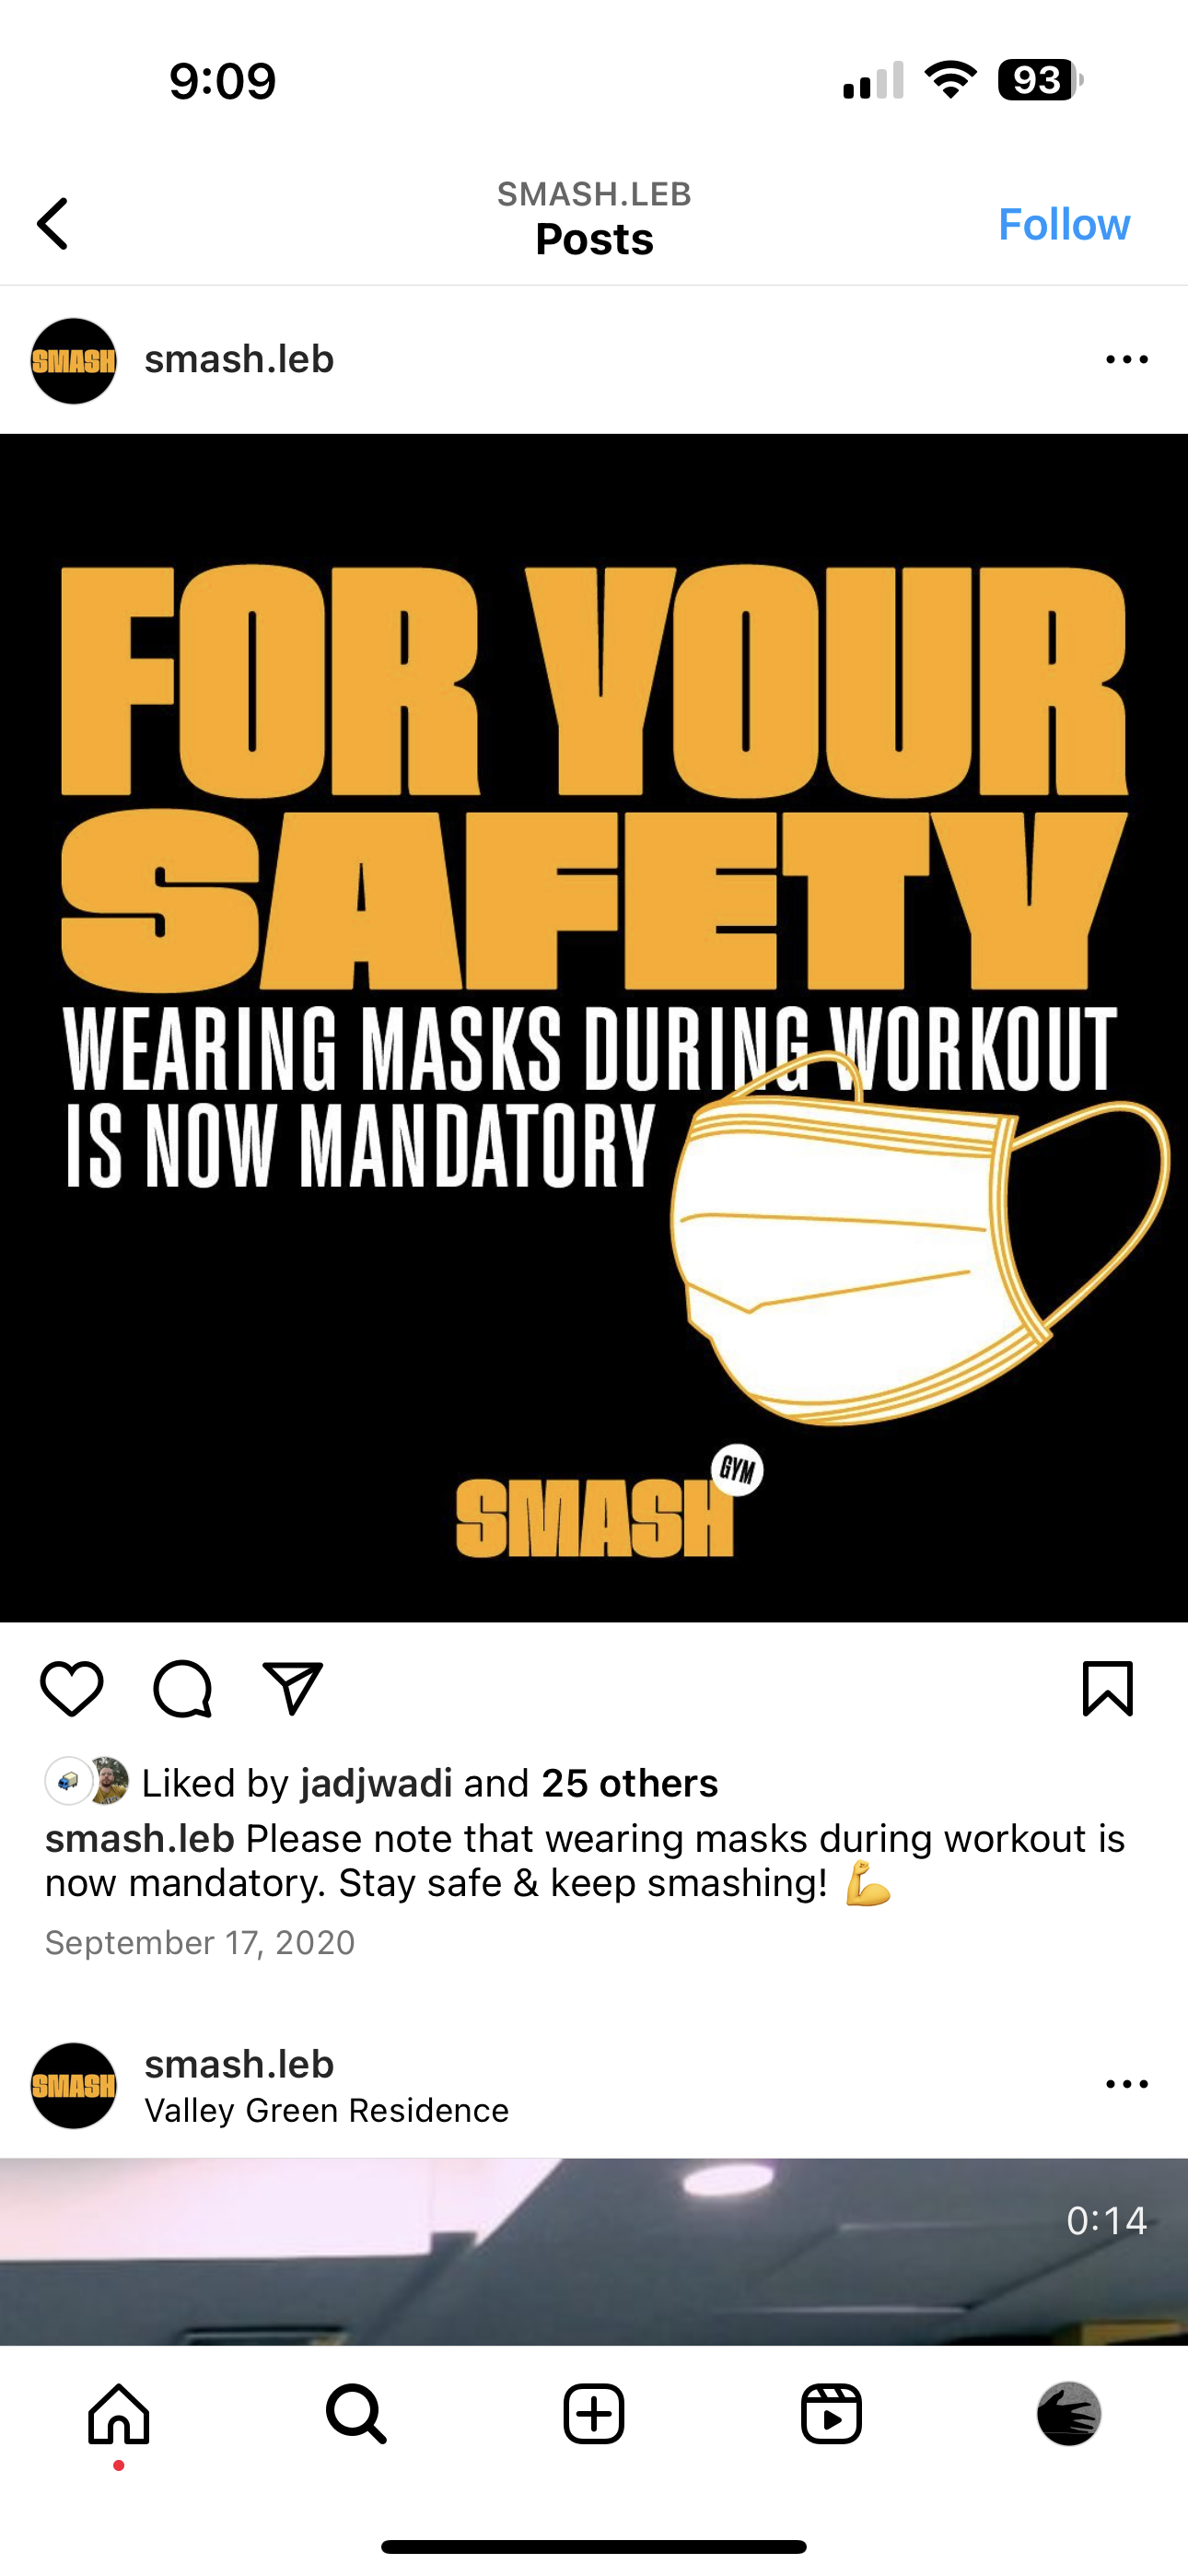 9:09
93
SMASH.LEB
Posts
Follow
SMASH
smash.leb
FOR YOUR
SAFETY
WEARING MASKS DURING WORKOUT
IS NOW MANDATORY
GYM
SMASH
Liked by jadjwadi and 25 others
smash.leb Please note that wearing masks during workout is
now mandatory. Stay safe & keep smashing! 💪
September 17, 2020
SMASH
smash.leb
Valley Green Residence
0:14